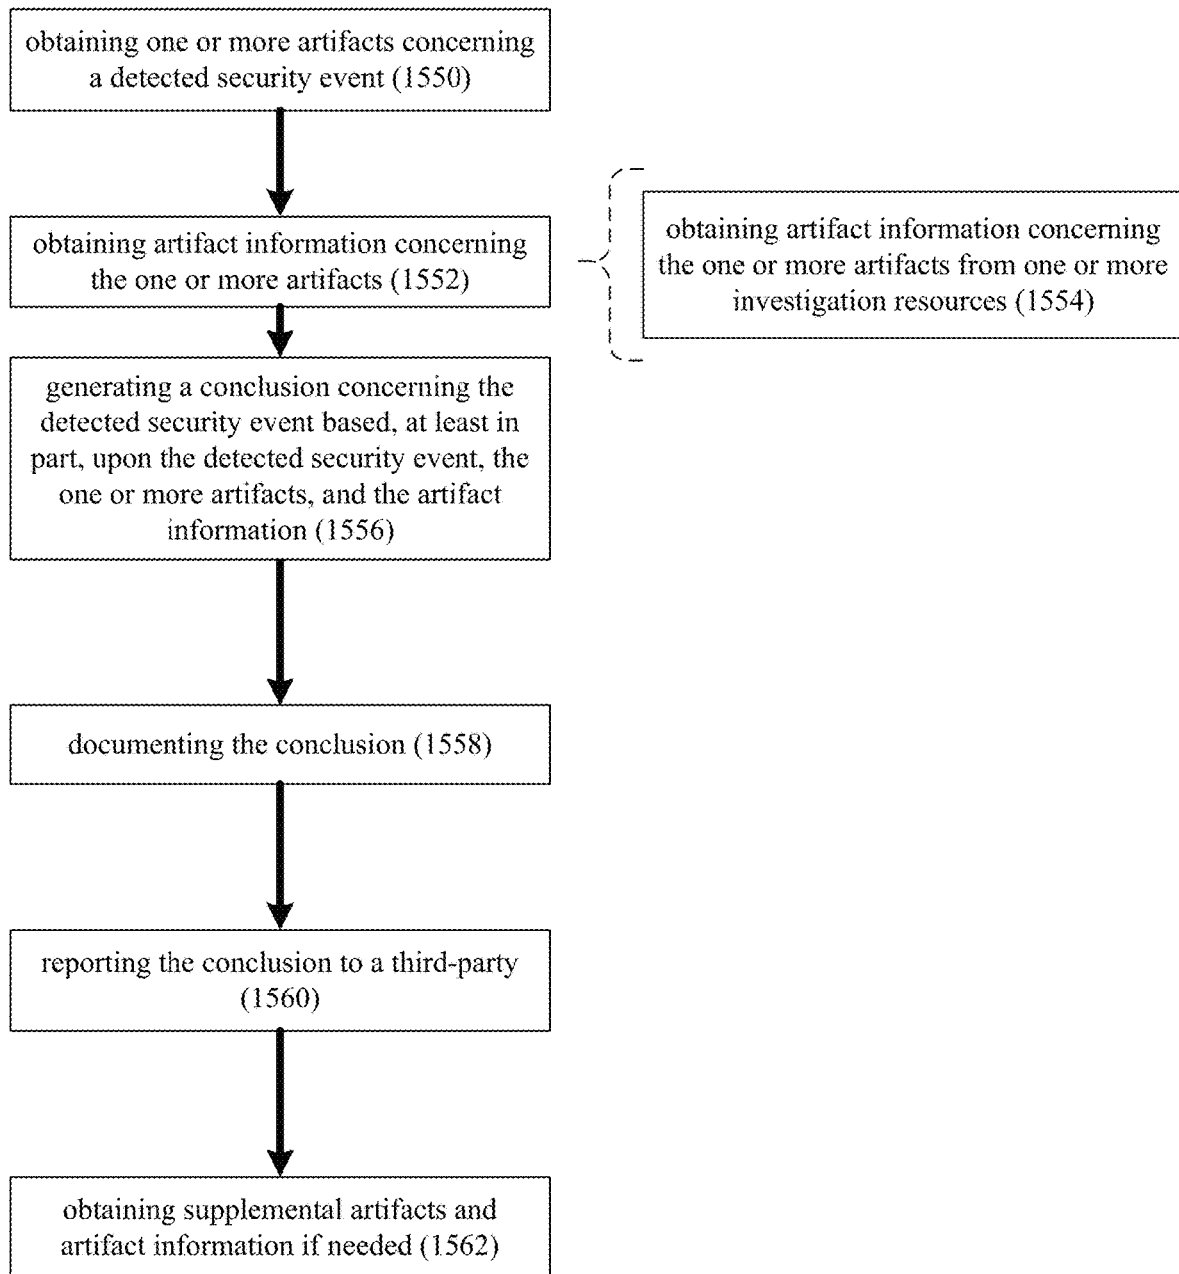 obtaining one or more artifacts concerning
a detected security event (1550)
obtaining artifact information concerning
the one or more artifacts (1552)
obtaining artifact information concerning
the one or more artifacts from one or more
investigation resources (1554)
generating a conclusion concerning the
detected security event based, at least in
part, upon the detected security event, the
one or more artifacts, and the artifact
information (1556)
documenting the conclusion (1558)
reporting the conclusion to a third-party
(1560)
obtaining supplemental artifacts and
artifact information if needed (1562)